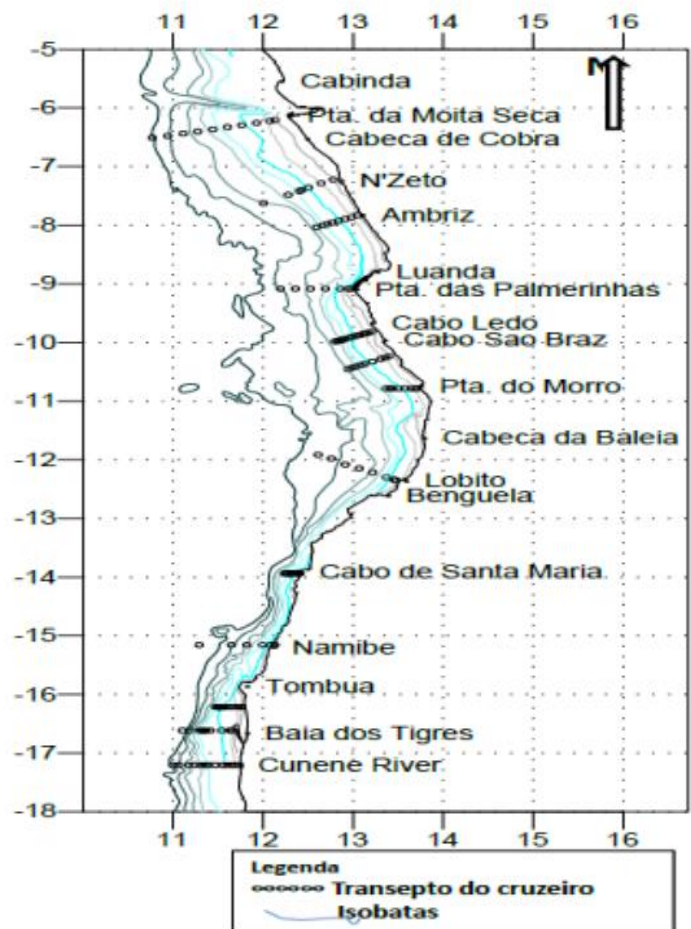 11 12 13 14 15 16
-5
Cabinda
-6
Pta. da Moita Seca
Cabeca de Cobra
-7
N'Zeto
Ambriz
-8
Luanda
-9
Pta. das Palmerinhas
Cabo Ledo
-10
Cabo Sao Braz
Pta. do Morro
-11
Cabeca da Baleia
-12
Lobito
Benguela
-13
-14
Cabo de Santa Maria
-15
Namibe
Tombua
-16
Baia dos Tigres
-17
Cunene River
-18
11 12 13 14 15 16
Legenda
Transepto do cruzeiro
Isobatas